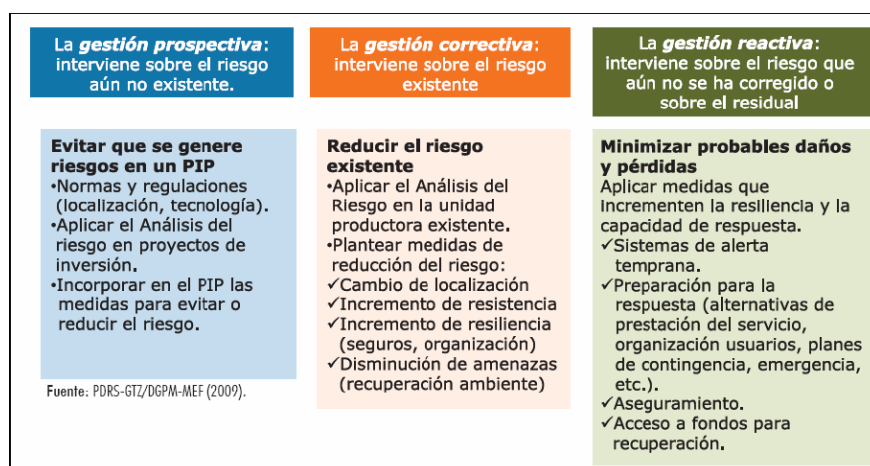 La gestión prospectiva:
interviene sobre el riesgo
aún no existente.
Evitar que se genere
riesgos en un PIP
•Normas y regulaciones
(localización, tecnología).
•Aplicar el Análisis del
riesgo en proyectos de
inversión.
•Incorporar en el PIP las
medidas para evitar o
reducir el riesgo.
Fuente: PDRS-GTZ/DGPM-MEF (2009).
La gestión correctiva:
interviene sobre el riesgo
existente
Reducir el riesgo
existente
•Aplicar el Análisis del
Riesgo en la unidad
productora existente.
•Plantear medidas de
reducción del riesgo:
✓Cambio de localización
✓Incremento de resistencia
✓Incremento de resiliencia
(seguros, organización)
✓Disminución de amenazas
(recuperación ambiente)
La gestión reactiva:
interviene sobre el riesgo que
aún no se ha corregido o
sobre el residual
Minimizar probables daños
y pérdidas
Aplicar medidas que
incrementen la resiliencia y la
capacidad de respuesta.
✓Sistemas de alerta
temprana.
✓Preparación para la
respuesta (alternativas de
prestación del servicio,
organización usuarios, planes
de contingencia, emergencia,
etc.).
✓Aseguramiento.
✓Acceso a fondos para
recuperación.